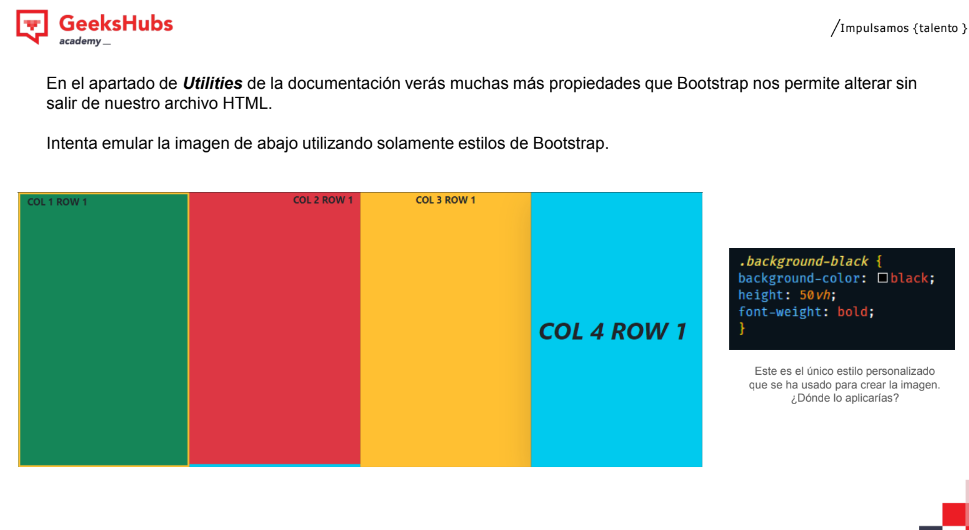 GeeksHubs
academy_
/Impulsamos {talento }
En el apartado de Utilities de la documentación verás muchas más propiedades que Bootstrap nos permite alterar sin
salir de nuestro archivo HTML.
Intenta emular la imagen de abajo utilizando solamente estilos de Bootstrap.
COL 1 ROW 1
COL 2 ROW 1
COL 3 ROW 1
COL 4 ROW 1
.background-black {
background-color: black;
height: 50vh;
font-weight: bold;
}
Este es el único estilo personalizado
que se ha usado para crear la imagen.
¿Dónde lo aplicarías?